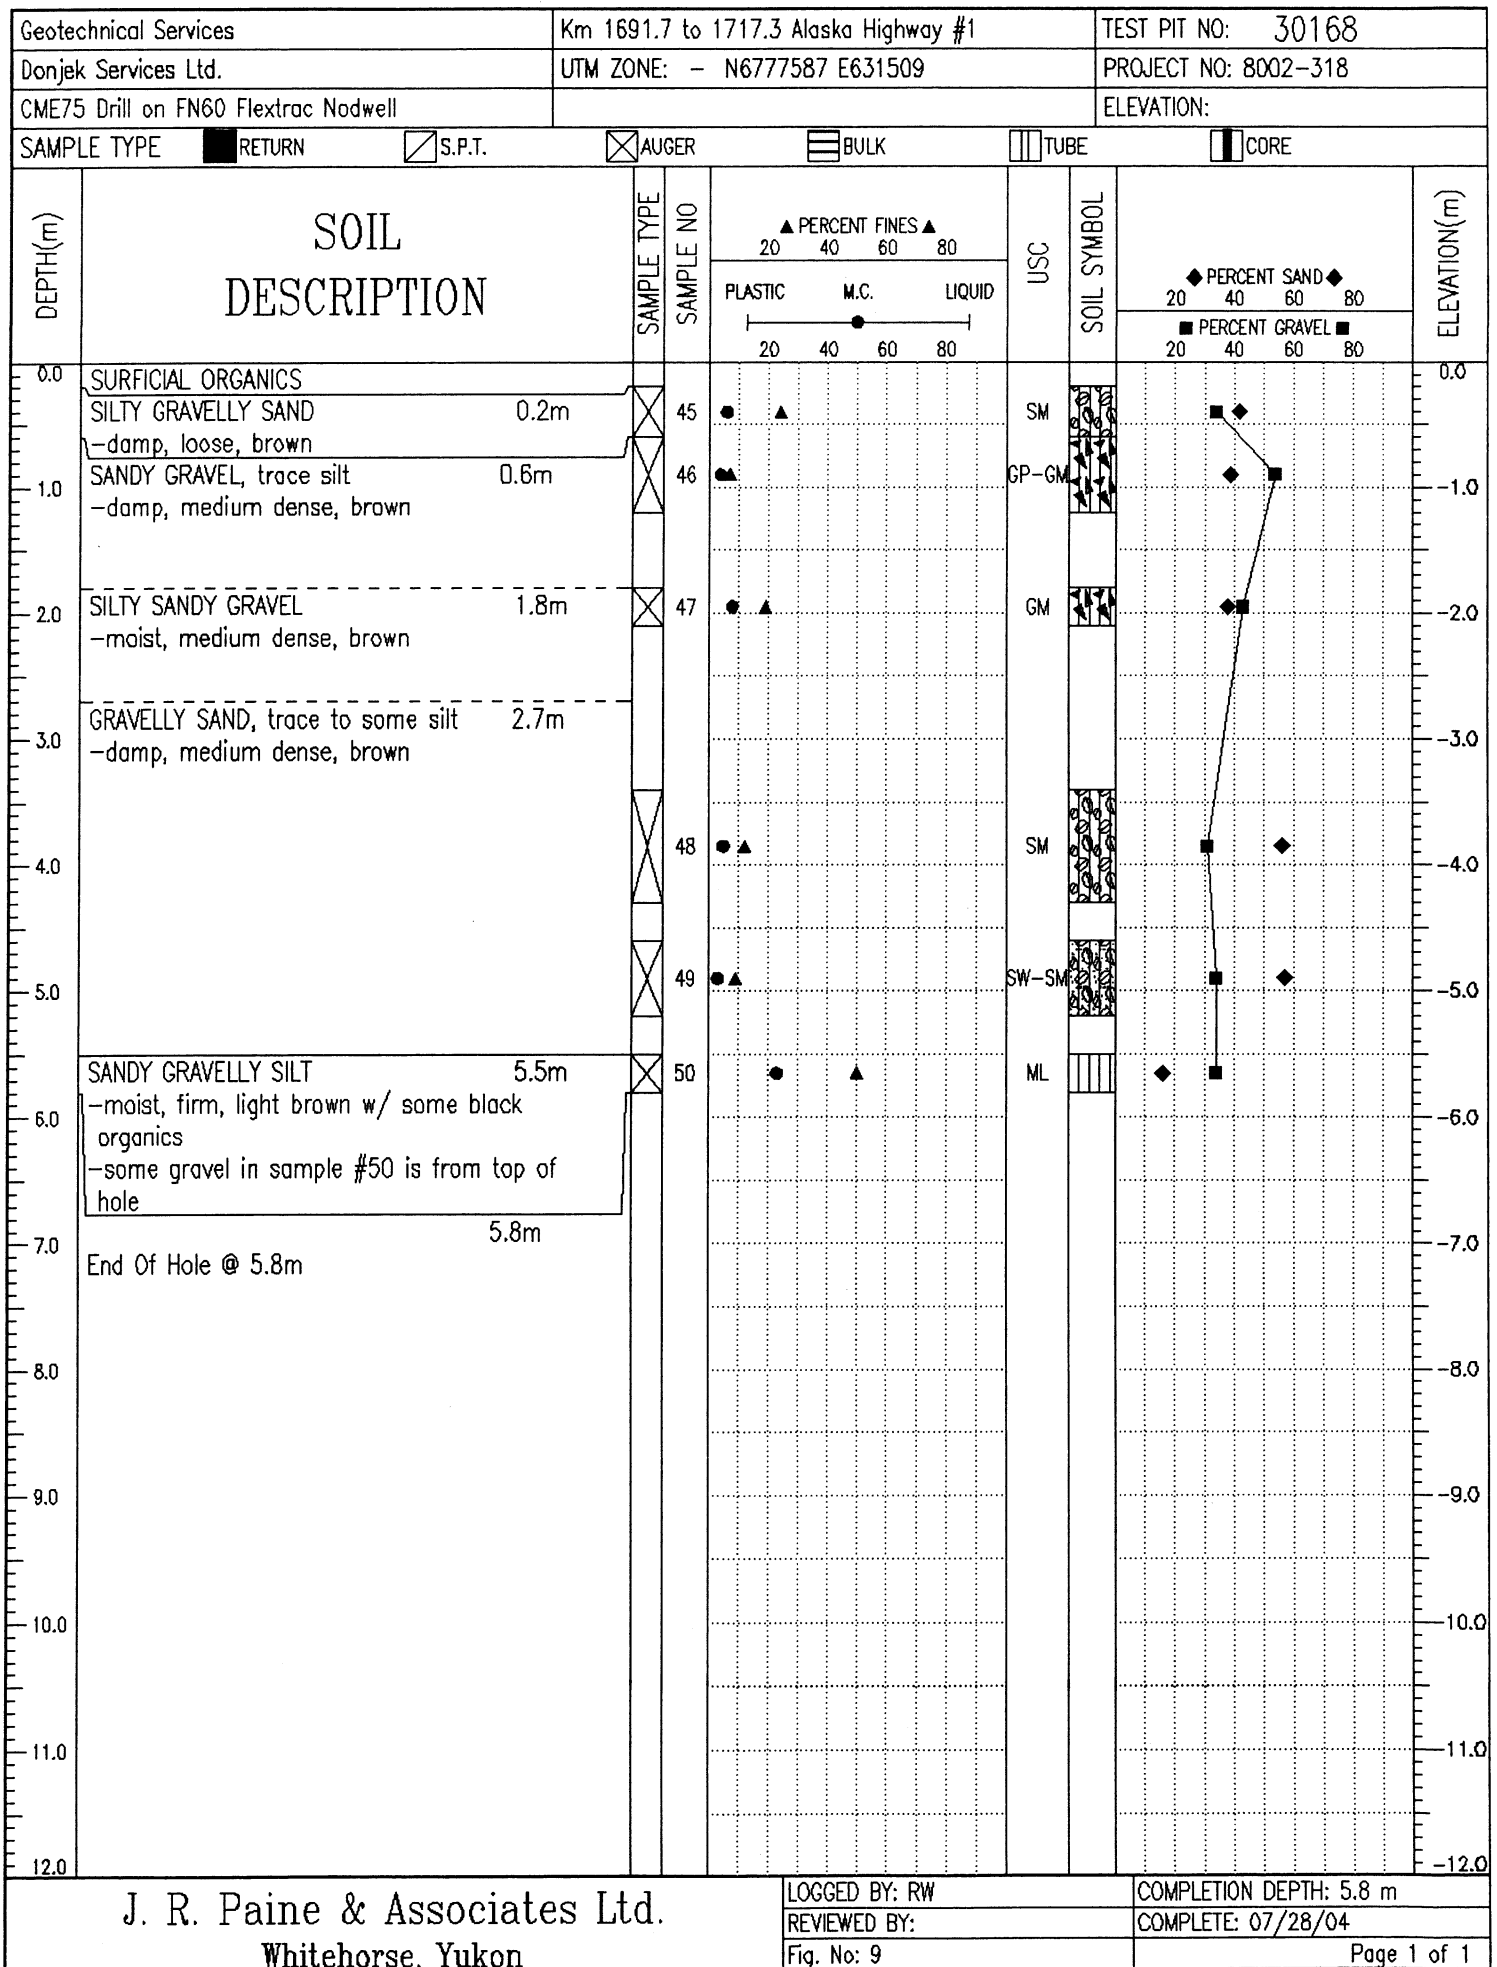 Geotechnical Services
Km 1691.7 to 1717.3 Alaska Highway #1
TEST PIT NO: 30168
Donjek Services Ltd.
UTM ZONE: - N6777587 E631509
PROJECT NO: 8002-318
CME75 Drill on FN60 Flextrac Nodwell
ELEVATION:
SAMPLE TYPE RETURN S.P.T. AUGER BULK TUBE CORE
DEPTH(m)
SOIL
DESCRIPTION
SAMPLE TYPE
SAMPLE NO
▲ PERCENT FINES ▲
20 40 60 80
PLASTIC M.C. LIQUID
20 40 60 80
USC
SOIL SYMBOL
◆ PERCENT SAND ◆
20 40 60 80
■ PERCENT GRAVEL ■
20 40 60 80
ELEVATION(m)
0.0
SURFICIAL ORGANICS
0.0
SILTY GRAVELLY SAND 0.2m
45
SM
-damp, loose, brown
SANDY GRAVEL, trace silt 0.6m
46
GP-GM
1.0
-1.0
-damp, medium dense, brown
SILTY SANDY GRAVEL 1.8m
47
GM
2.0
-2.0
-moist, medium dense, brown
GRAVELLY SAND, trace to some silt 2.7m
3.0
-3.0
-damp, medium dense, brown
48
SM
4.0
-4.0
49
SW-SM
5.0
-5.0
SANDY GRAVELLY SILT 5.5m
50
ML
-moist, firm, light brown w/ some black
6.0
-6.0
organics
-some gravel in sample #50 is from top of
hole
5.8m
7.0
-7.0
End Of Hole @ 5.8m
8.0
-8.0
9.0
-9.0
10.0
-10.0
11.0
-11.0
12.0
-12.0
J. R. Paine & Associates Ltd.
Whitehorse, Yukon
LOGGED BY: RW
COMPLETION DEPTH: 5.8 m
REVIEWED BY:
COMPLETE: 07/28/04
Fig. No: 9
Page 1 of 1